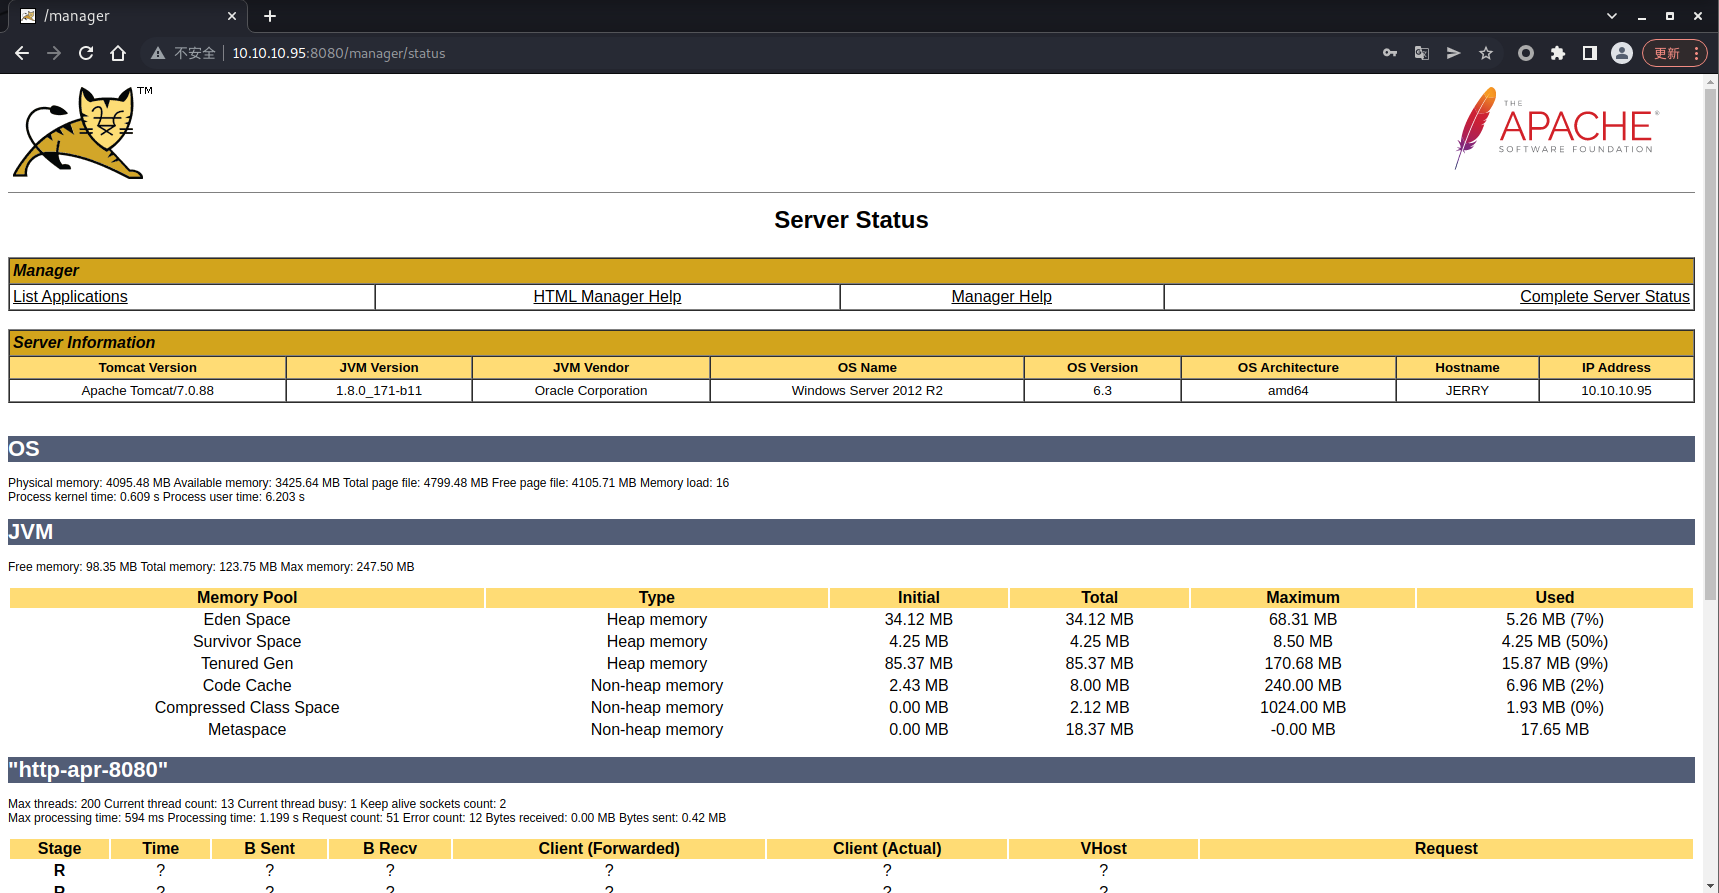 /manager
不安全 10.10.10.95:8080/manager/status
更新
TM
THE
APACHE®
SOFTWARE FOUNDATION
Server Status
Manager
List Applications HTML Manager Help Manager Help Complete Server Status
Server Information
Tomcat Version JVM Version JVM Vendor OS Name OS Version OS Architecture Hostname IP Address
Apache Tomcat/7.0.88 1.8.0_171-b11 Oracle Corporation Windows Server 2012 R2 6.3 amd64 JERRY 10.10.10.95
OS
Physical memory: 4095.48 MB Available memory: 3425.64 MB Total page file: 4799.48 MB Free page file: 4105.71 MB Memory load: 16
Process kernel time: 0.609 s Process user time: 6.203 s
JVM
Free memory: 98.35 MB Total memory: 123.75 MB Max memory: 247.50 MB
Memory Pool Type Initial Total Maximum Used
Eden Space Heap memory 34.12 MB 34.12 MB 68.31 MB 5.26 MB (7%)
Survivor Space Heap memory 4.25 MB 4.25 MB 8.50 MB 4.25 MB (50%)
Tenured Gen Heap memory 85.37 MB 85.37 MB 170.68 MB 15.87 MB (9%)
Code Cache Non-heap memory 2.43 MB 8.00 MB 240.00 MB 6.96 MB (2%)
Compressed Class Space Non-heap memory 0.00 MB 2.12 MB 1024.00 MB 1.93 MB (0%)
Metaspace Non-heap memory 0.00 MB 18.37 MB -0.00 MB 17.65 MB
"http-apr-8080"
Max threads: 200 Current thread count: 13 Current thread busy: 1 Keep alive sockets count: 2
Max processing time: 594 ms Processing time: 1.199 s Request count: 51 Error count: 12 Bytes received: 0.00 MB Bytes sent: 0.42 MB
Stage Time B Sent B Recv Client (Forwarded) Client (Actual) VHost Request
R ? ? ? ? ? ?
R ? ? ? ? ? ?